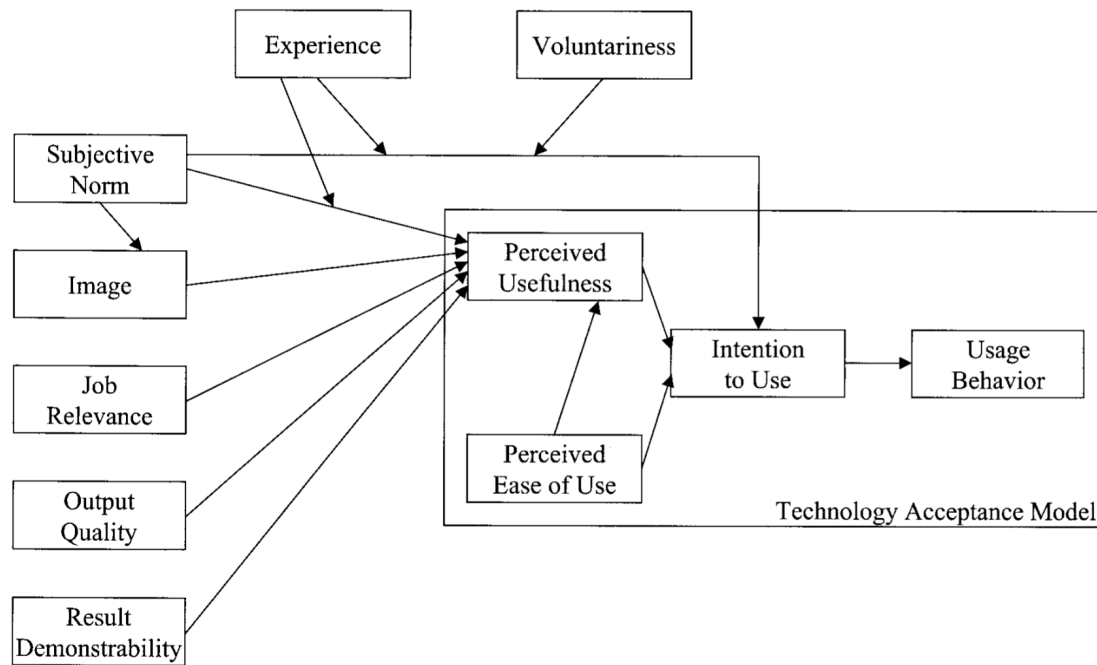 Experience
Voluntariness
Subjective
Norm
Image
Job
Relevance
Output
Quality
Result
Demonstrability
Perceived
Usefulness
Perceived
Ease of Use
Intention
to Use
Usage
Behavior
Technology Acceptance Model